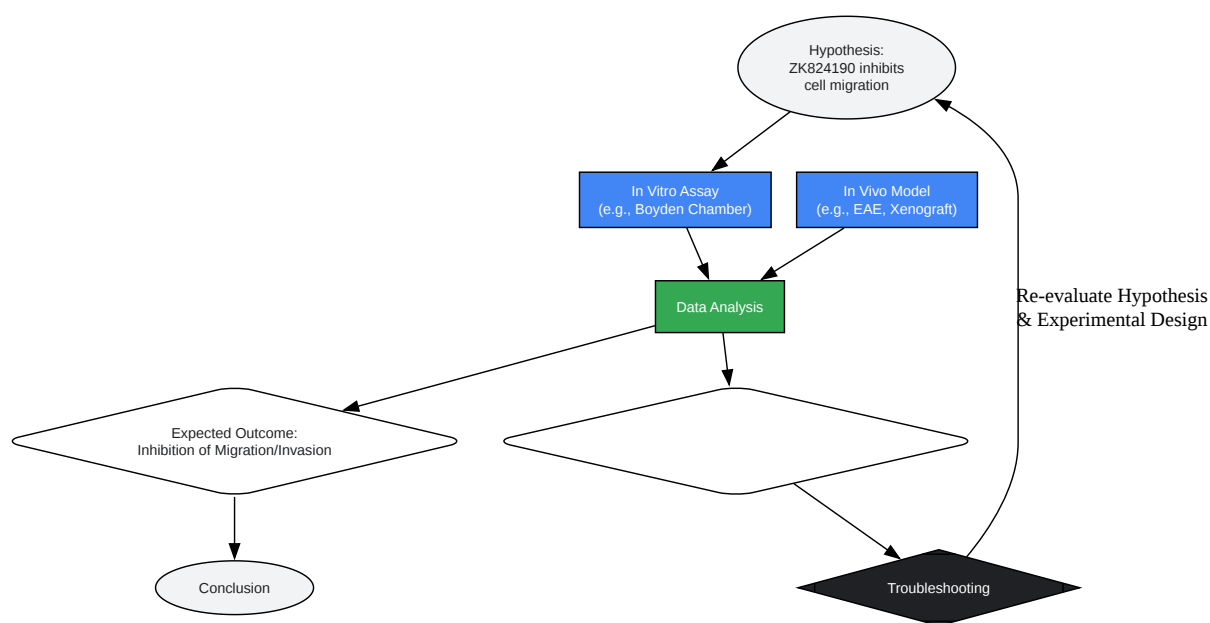 Hypothesis:
ZK824190 inhibits
cell migration
In Vitro Assay
(e.g., Boyden Chamber)
In Vivo Model
(e.g., EAE, Xenograft)
Re-evaluate Hypothesis
& Experimental Design
Data Analysis
Expected Outcome:
Inhibition of Migration/Invasion
Conclusion
Troubleshooting